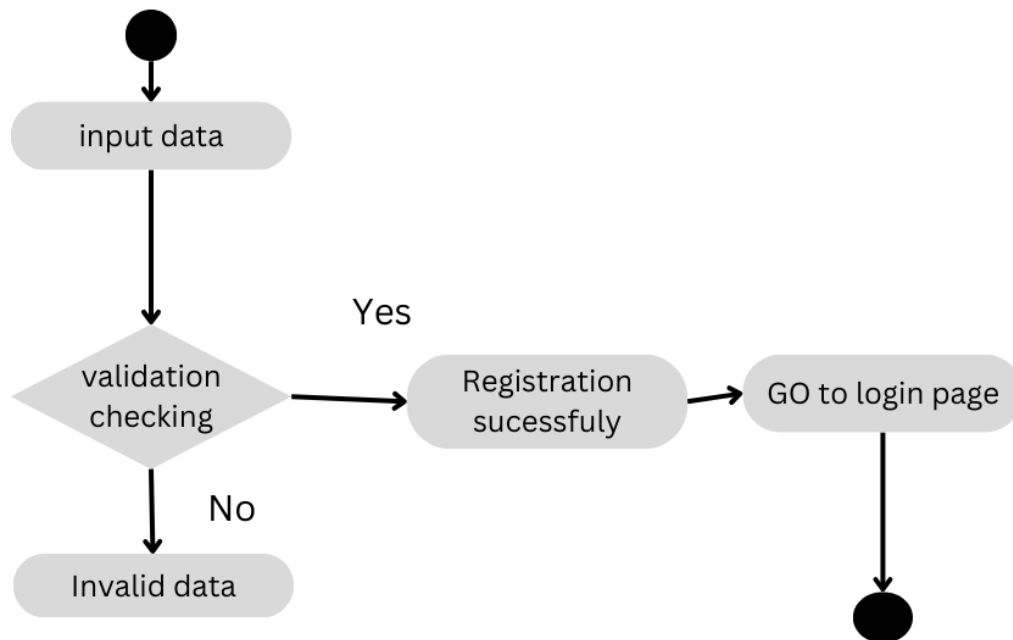 input data
Yes
validation
checking
Registration
sucessfuly
GO to login page
No
Invalid data